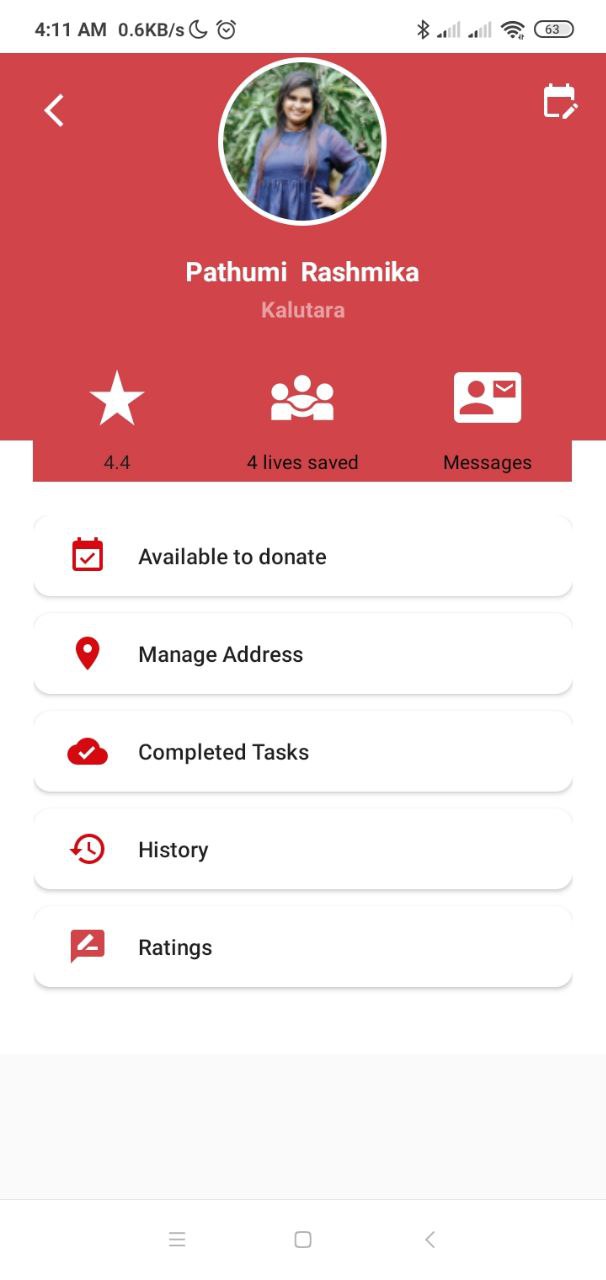 4:11 AM 0.6KB/s 63
Pathumi Rashmika
Kalutara
4.4 4 lives saved Messages
Available to donate
Manage Address
Completed Tasks
History
Ratings